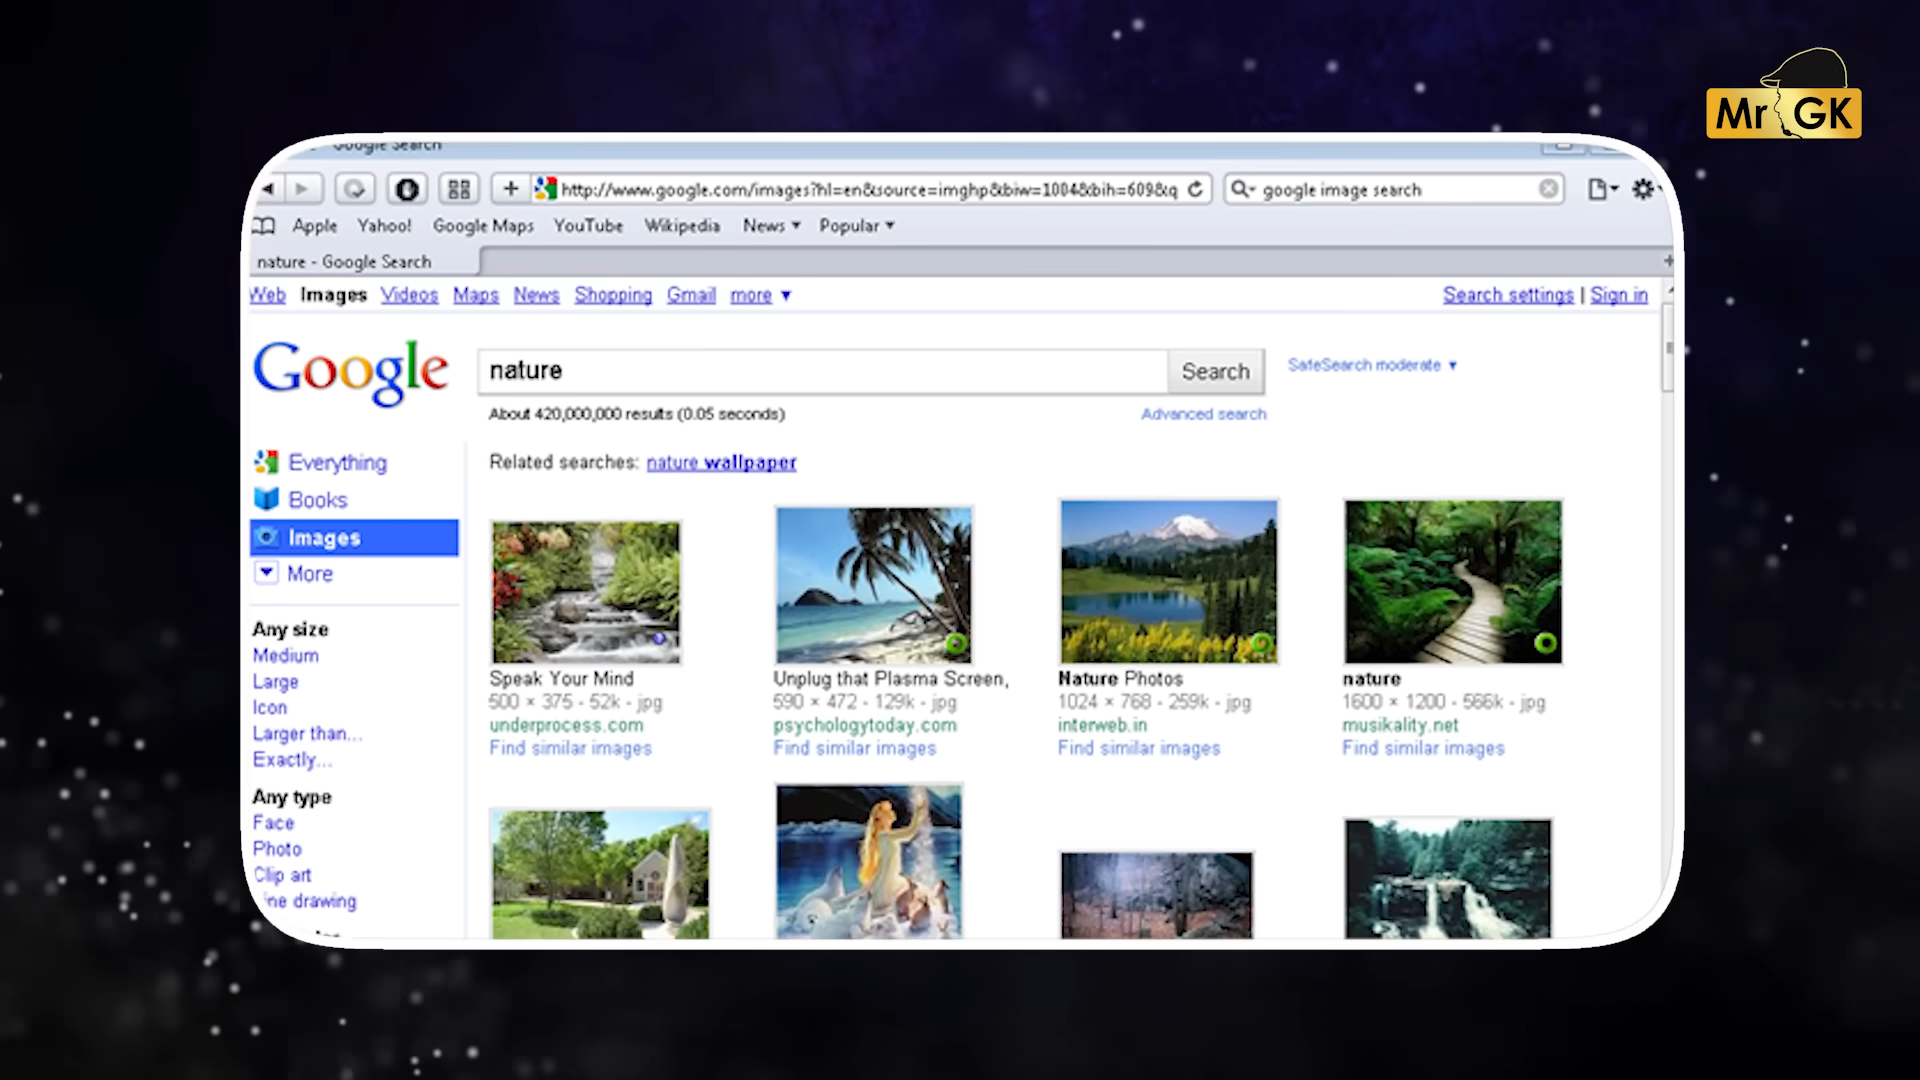 Mr GK
Google Search
http://www.google.com/images?hl=en&source=imghp&biw=1004&bih=609&q
google image search
Apple Yahoo! Google Maps YouTube Wikipedia News Popular
nature - Google Search
Web Images Videos Maps News Shopping Gmail more
Search settings | Sign in
Google
nature
Search
SafeSearch moderate
About 420,000,000 results (0.05 seconds)
Advanced search
Everything
Books
Images
More
Any size
Medium
Large
Icon
Larger than...
Exactly...
Any type
Face
Photo
Clip art
ine drawing
Related searches: nature wallpaper
Speak Your Mind
500 × 375 - 52k - jpg
underprocess.com
Find similar images
Unplug that Plasma Screen,
590 × 472 - 129k - jpg
psychologytoday.com
Find similar images
Nature Photos
1024 × 768 - 259k - jpg
interweb.in
Find similar images
nature
1600 × 1200 - 566k - jpg
musikality.net
Find similar images